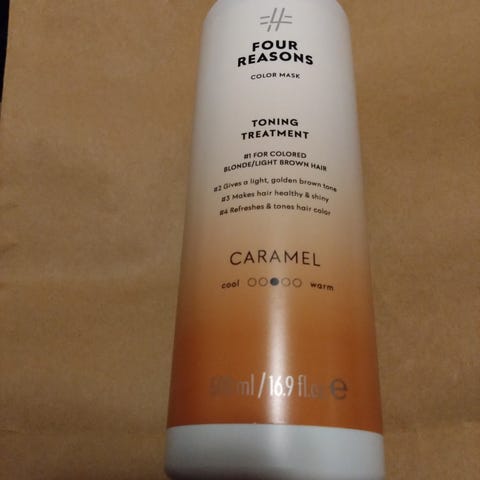 FOUR
REASONS
COLOR MASK
TONING
TREATMENT
#1 FOR COLORED
BLONDE/LIGHT BROWN HAIR
#2 Gives a light, golden brown tone
#3 Makes hair healthy & shiny
#4 Refreshes & tones hair color
CARAMEL
cool warm
ml/16.9 fl.oz e